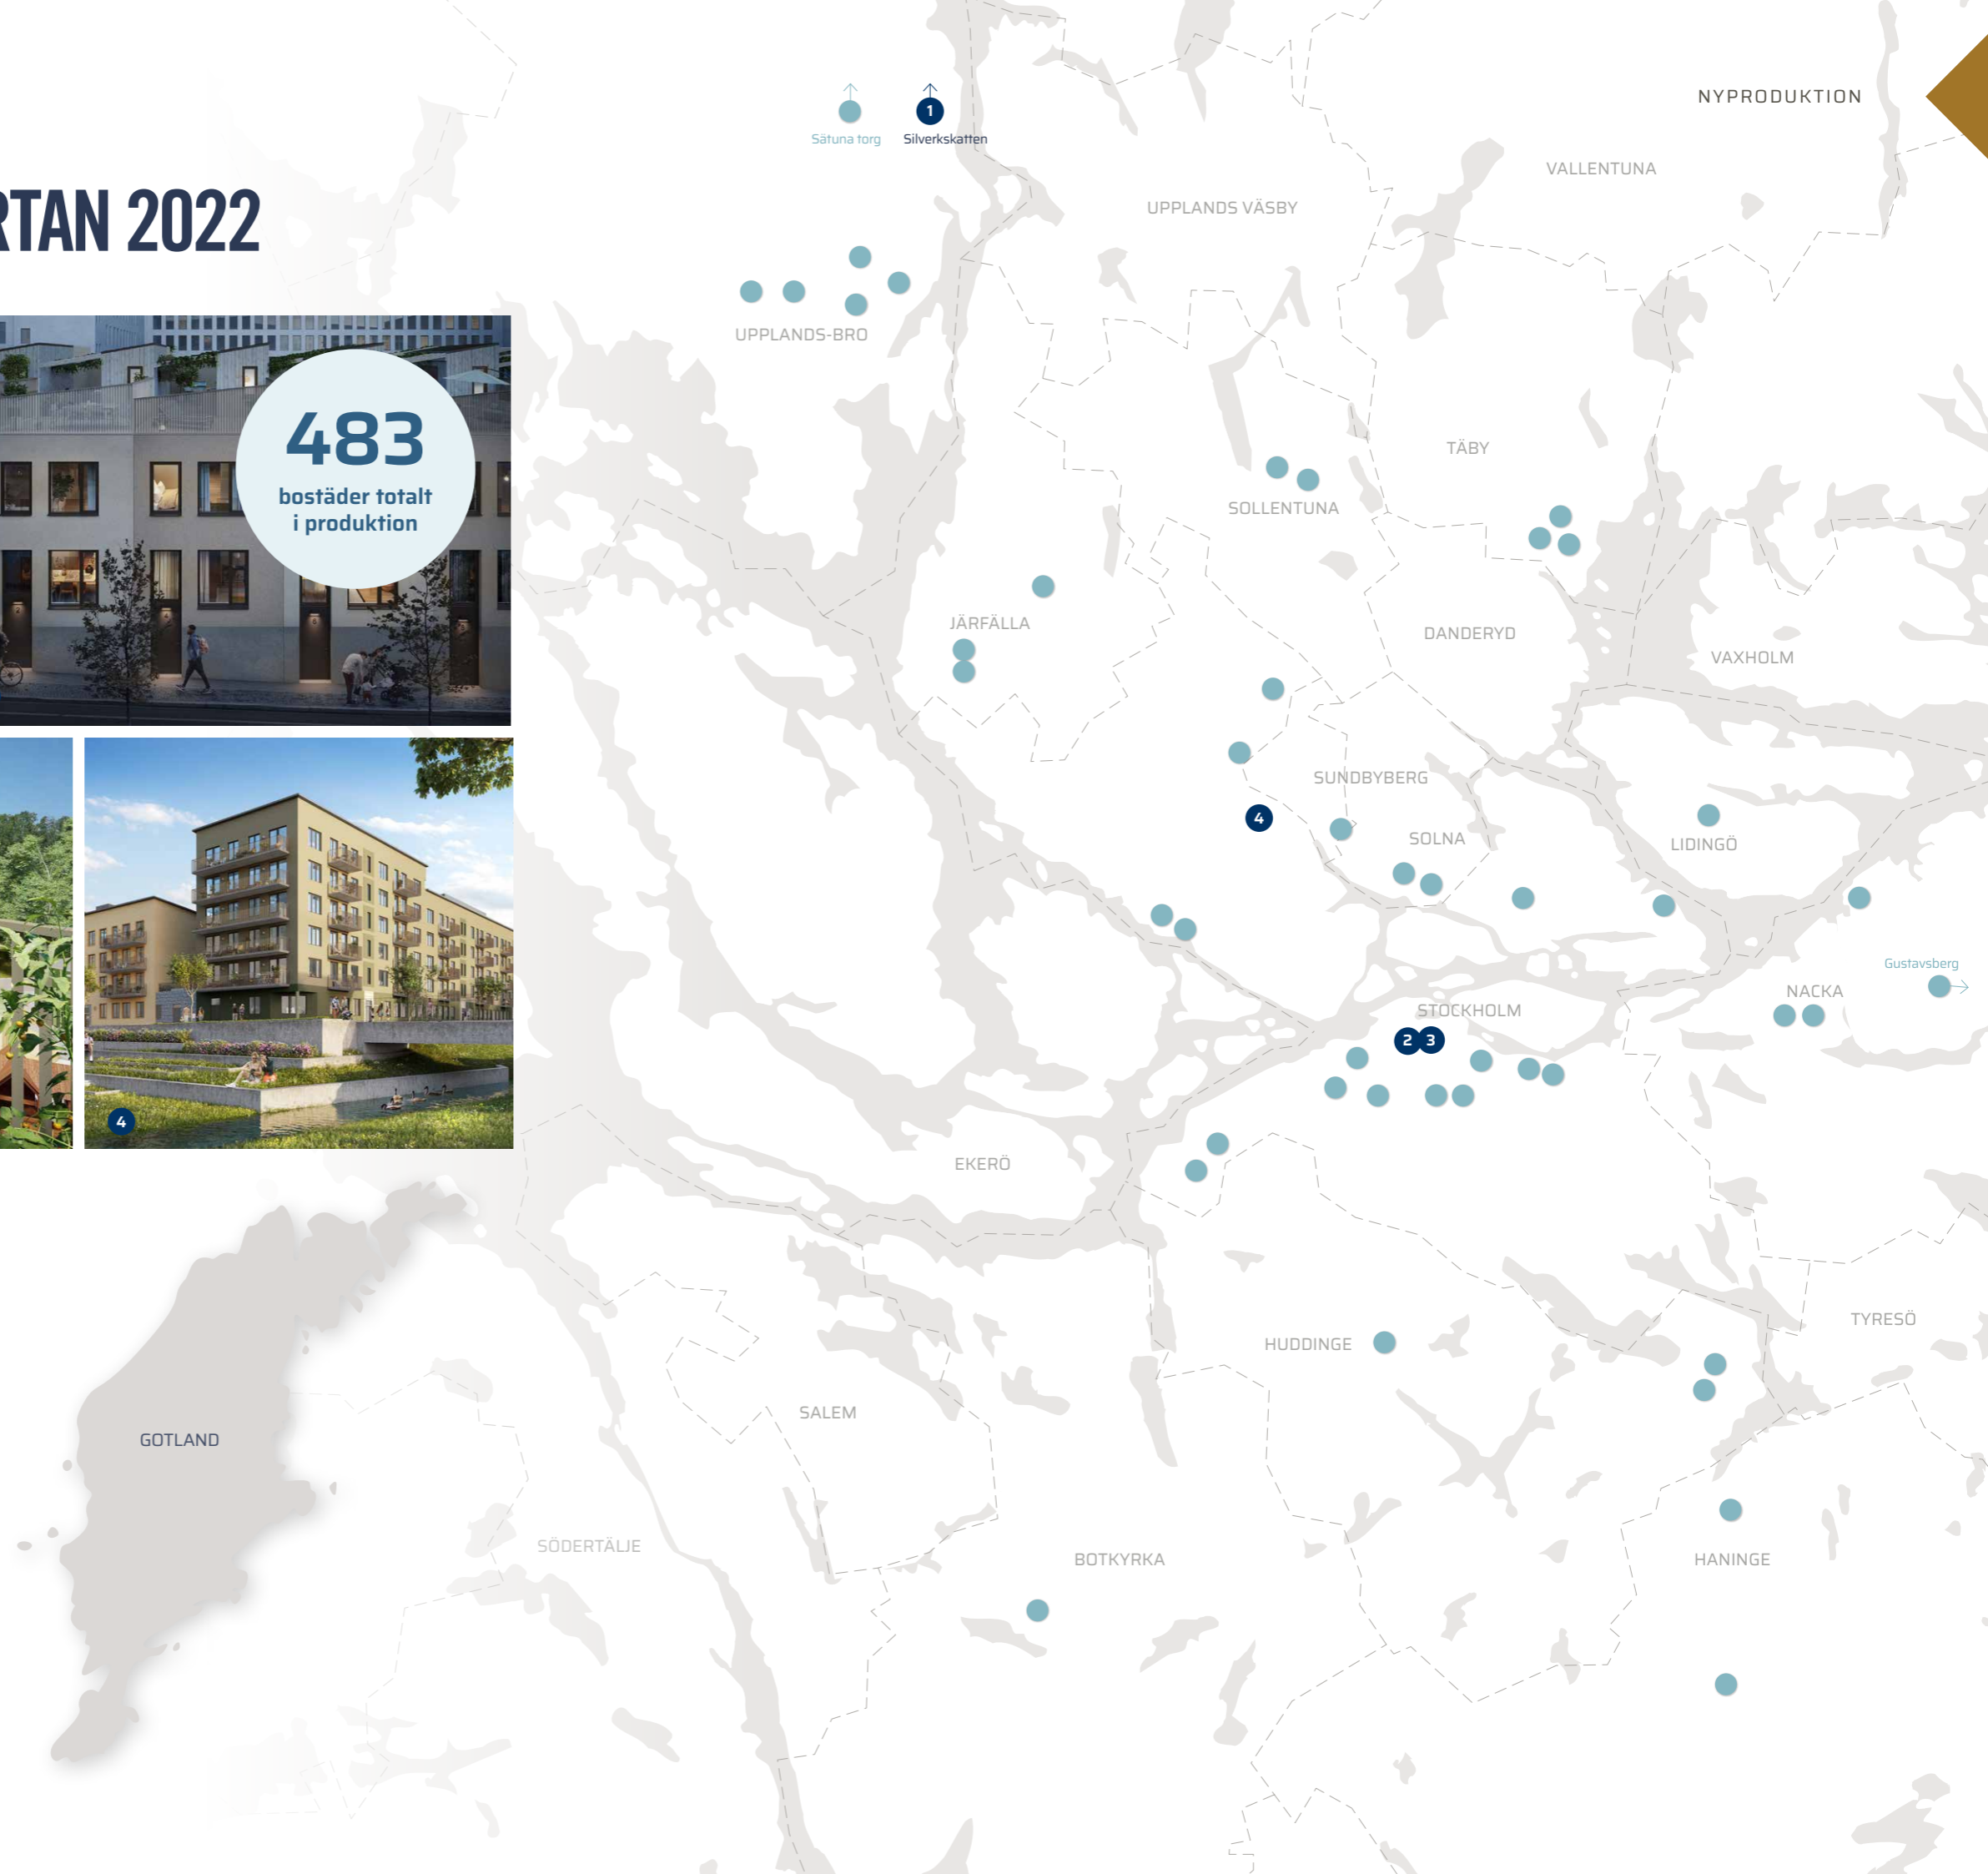 NYPRODUKTION
RTAN 2022
1
Sätuna torg
Silverkskatten
VALLENTUNA
UPPLANDS VÄSBY
UPPLANDS-BRO
483
bostäder totalt
i produktion
TÄBY
SOLLENTUNA
JÄRFÄLLA
DANDERYD
VAXHOLM
SUNDBYBERG
4
SOLNA
LIDINGÖ
Gustavsberg
NACKA
STOCKHOLM
2 3
4
EKERÖ
TYRESÖ
HUDDINGE
SALEM
GOTLAND
SÖDERTÄLJE
BOTKYRKA
HANINGE